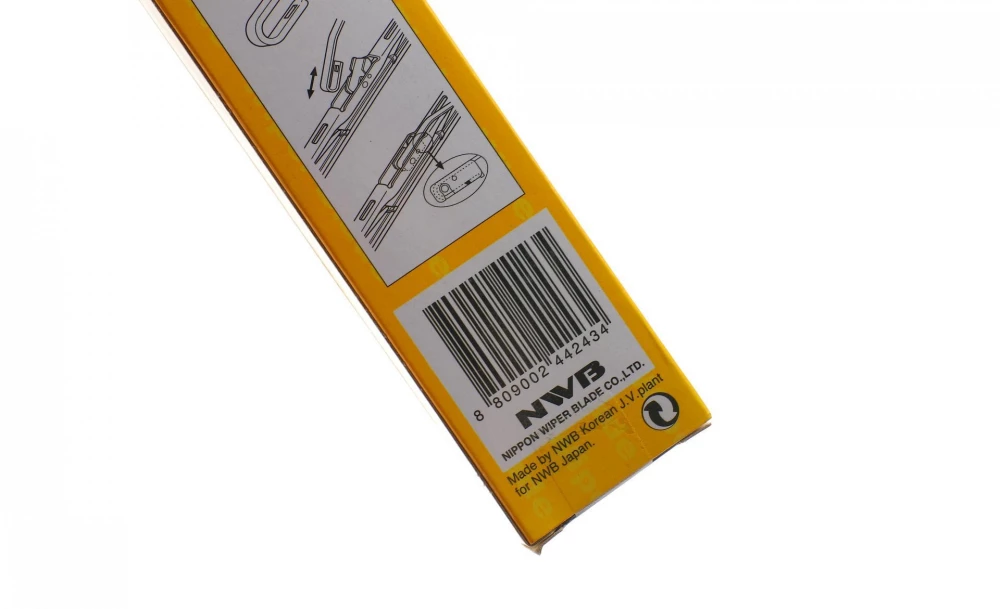 8 809002 442434
NWB
NIPPON WIPER BLADE CO.,LTD.
Made by NWB Korean J.V.plant
for NWB Japan.